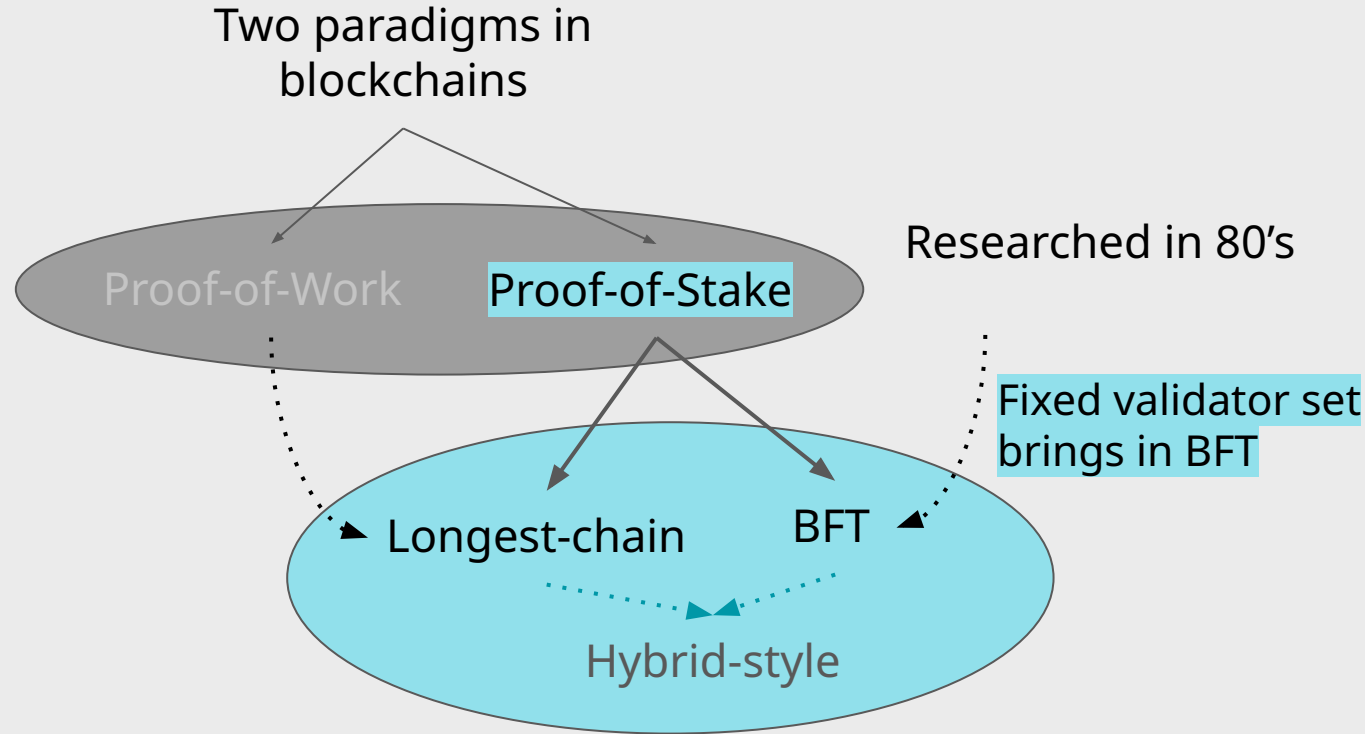 Two paradigms in
blockchains
Researched in 80’s
Proof-of-Work
Proof-of-Stake
Fixed validator set
brings in BFT
Longest-chain
BFT
Hybrid-style